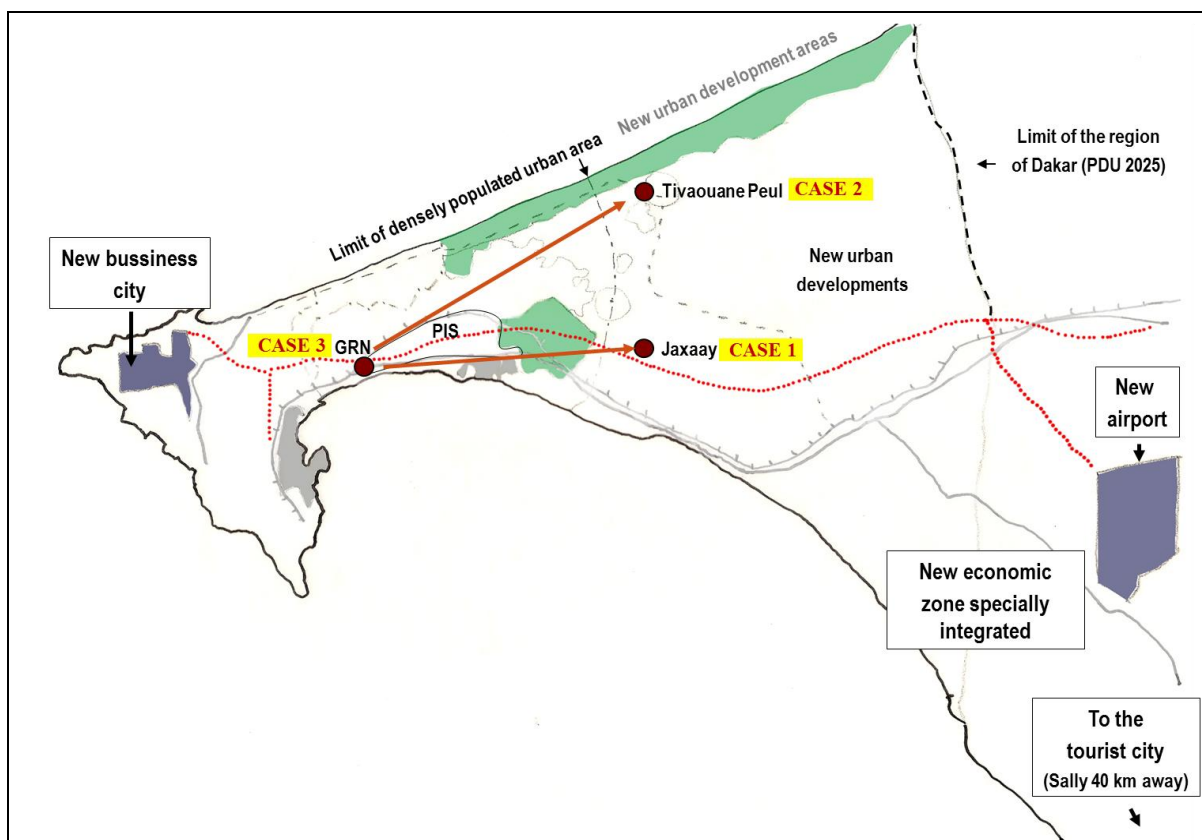 New urban development areas
Limit of densely populated urban area
Limit of the region
of Dakar (PDU 2025)
Tivaouane Peul CASE 2
New bussiness
city
New urban
developments
CASE 3 GRN
PIS
Jaxaay CASE 1
New
airport
New economic
zone specially
integrated
To the
tourist city
(Sally 40 km away)